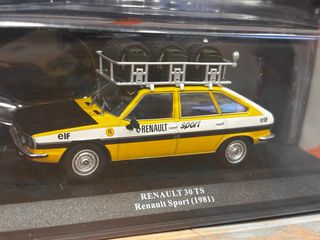 elf
RENAULT sport
elf
RENAULT 30 TS
Renault Sport (1981)